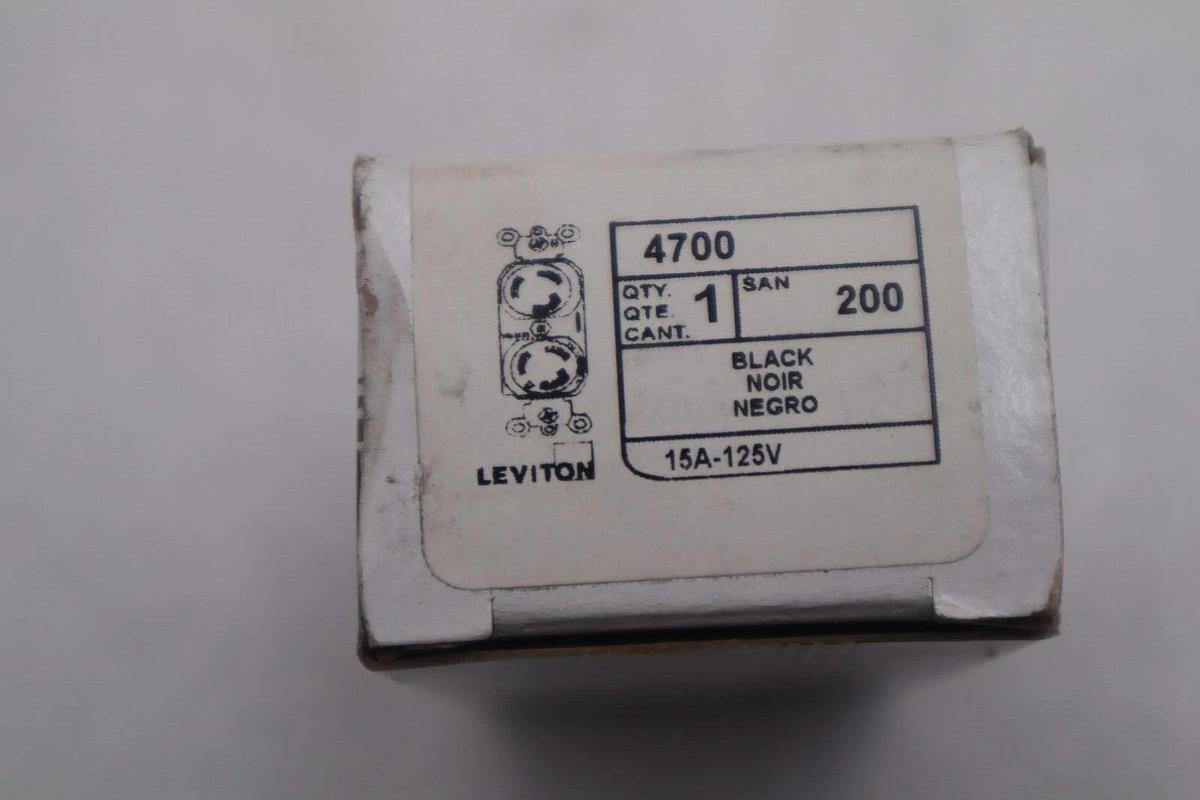 4700
QTY.
QTE.
CANT.
1
SAN
200
BLACK
NOIR
NEGRO
15A-125V
LEVITON